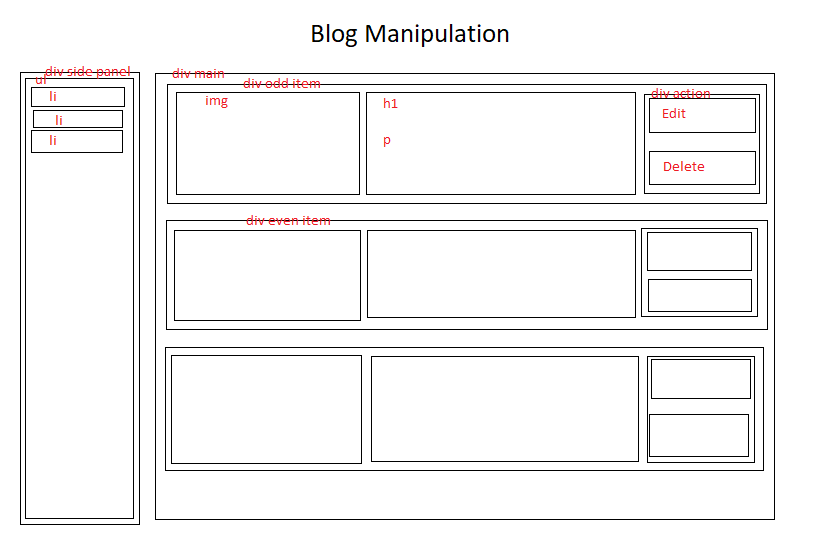 Blog Manipulation
div side panel
ul
li
li
li
div main
div odd item
img
h1
p
div action
Edit
Delete
div even item